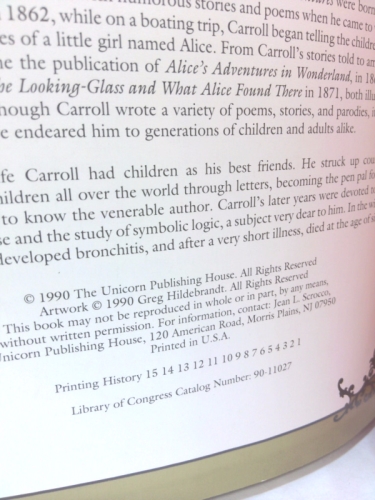 numorous stories and poems when he came to
1862, while on a boating trip, Carroll began telling the childre
es of a little girl named Alice. From Carroll's stories told to am
me the publication of Alice's Adventures in Wonderland, in 186
he Looking-Glass and What Alice Found There in 1871, both illu
hough Carroll wrote a variety of poems, stories, and parodies, i
e endeared him to generations of children and adults alike.
fe Carroll had children as his best friends. He struck up cou
hildren all over the world through letters, becoming the pen pal fo
to know the venerable author. Carroll's later years were devoted to
se and the study of symbolic logic, a subject very dear to him. In the wi
developed bronchitis, and after a very short illness, died at the age of s
© 1990 The Unicorn Publishing House. All Rights Reserved
Artwork © 1990 Greg Hildebrandt. All Rights Reserved
This book may not be reproduced in whole or in part, by any means,
without written permission. For information, contact: Jean L. Scrocco,
Unicorn Publishing House, 120 American Road, Morris Plains, NJ 07950
Printed in U.S.A.
Printing History 15 14 13 12 11 10 9 8 7 6 5 4 3 2 1
Library of Congress Catalog Number: 90-11027